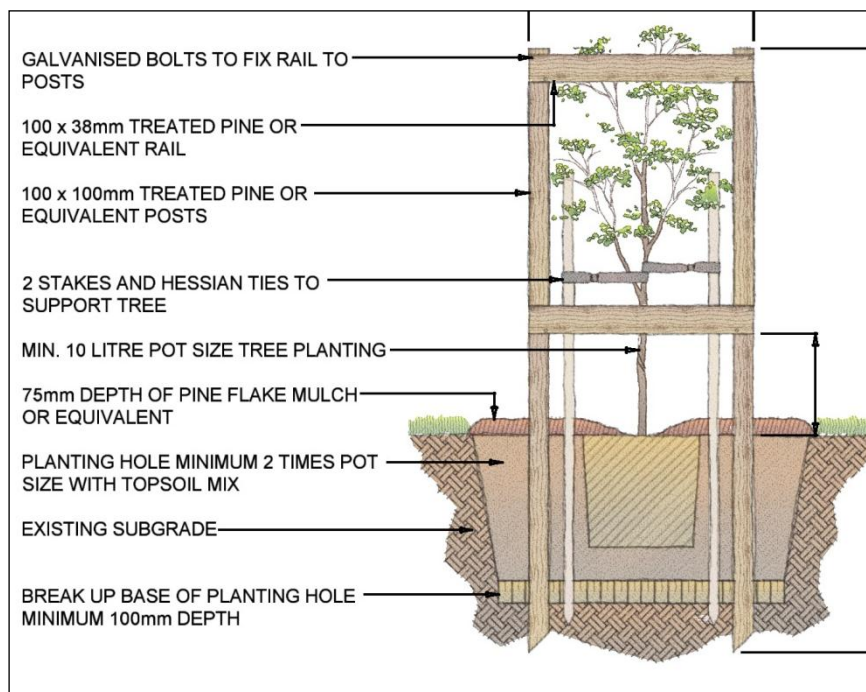 GALVANISED BOLTS TO FIX RAIL TO
POSTS
100 x 38mm TREATED PINE OR
EQUIVALENT RAIL
100 x 100mm TREATED PINE OR
EQUIVALENT POSTS
2 STAKES AND HESSIAN TIES TO
SUPPORT TREE
MIN. 10 LITRE POT SIZE TREE PLANTING
75mm DEPTH OF PINE FLAKE MULCH
OR EQUIVALENT
PLANTING HOLE MINIMUM 2 TIMES POT
SIZE WITH TOPSOIL MIX
EXISTING SUBGRADE
BREAK UP BASE OF PLANTING HOLE
MINIMUM 100mm DEPTH